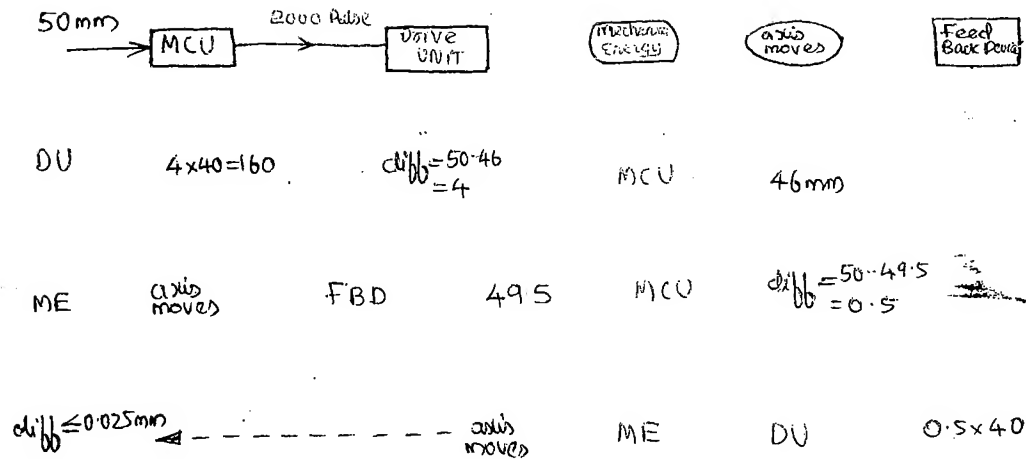 50mm
MCU
2000 Pulse
Drive
UNIT
Energy
axis
moves
Feed
Back Device
DU
4x40=160
diff=50-46
=4
MCU
46mm
ME
axis
moves
FBD
49.5
MCU
diff=50-49.5
=0.5
diff≤0.025mm
axis
moves
ME
DU
0.5x40